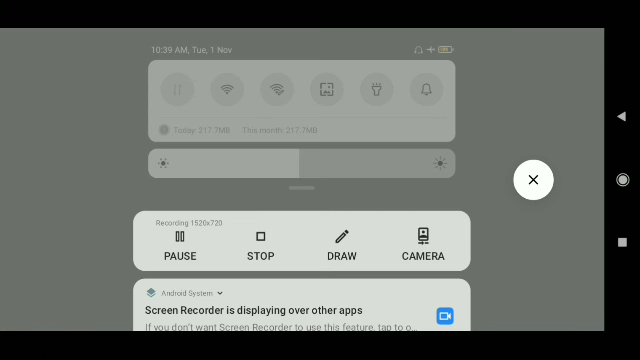 10:39 AM, Tue, 1 Nov
Today: 217.7MB This month: 217.7MB
Recording 1520x720
PAUSE STOP DRAW CAMERA
Android System
Screen Recorder is displaying over other apps
If you don't want Screen Recorder to use this feature, tap to o...